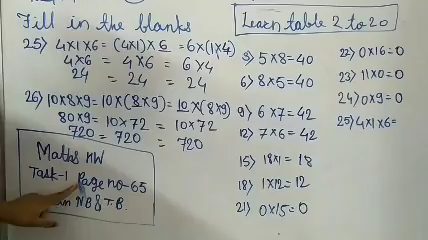 Fill in the blanks
Learn table 2 to 20
25) 4×1×6 = (4×1)×6 = 6×(1×4)
4×6 = 4×6 = 6×4
24 = 24 = 24
26) 10×8×9 = 10×(8×9) = 10×(8×9)
80×9 = 10×72 = 10×72
720 = 720 = 720
Maths HW
Task-1 Page no-65
in NB & T.B.
3) 5×8=40
6) 8×5=40
9) 6×7=42
12) 7×6=42
15) 18×1=18
18) 1×12=12
21) 0×15=0
22) 0×16=0
23) 11×0=0
24) 0×9=0
25) 4×1×6=